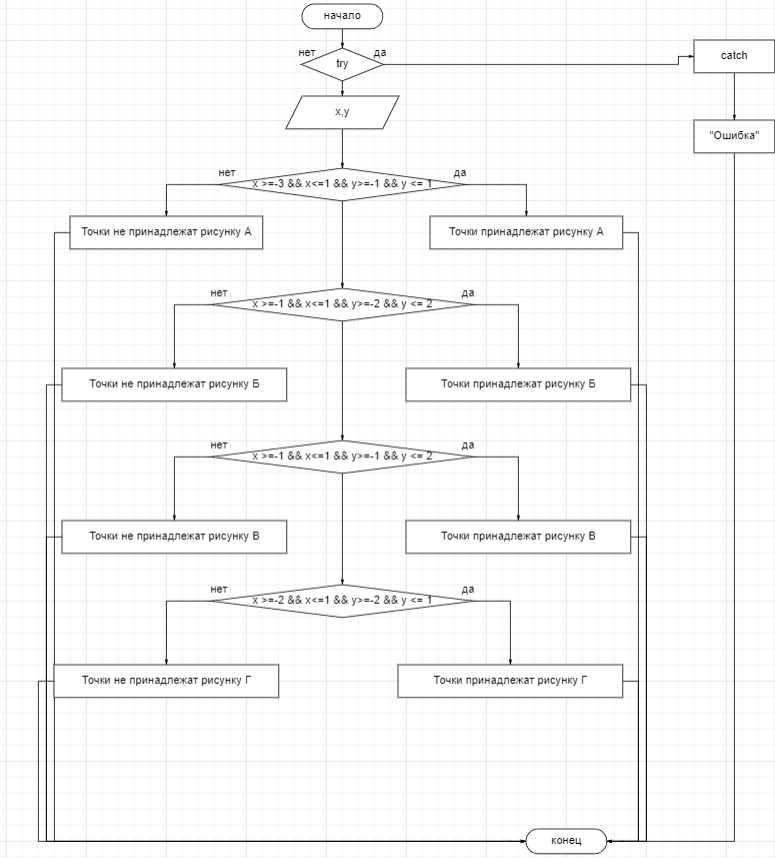 начало
нет
да
try
catch
x,y
"Ошибка"
нет
да
x >=-3 && x<=1 && y>=-1 && y <= 1
Точки не принадлежат рисунку А
Точки принадлежат рисунку А
нет
да
x >=-1 && x<=1 && y>=-2 && y <= 2
Точки не принадлежат рисунку Б
Точки принадлежат рисунку Б
нет
да
x >=-1 && x<=1 && y>=-1 && y <= 2
Точки не принадлежат рисунку В
Точки принадлежат рисунку В
нет
да
x >=-2 && x<=1 && y>=-2 && y <= 1
Точки не принадлежат рисунку Г
Точки принадлежат рисунку Г
конец